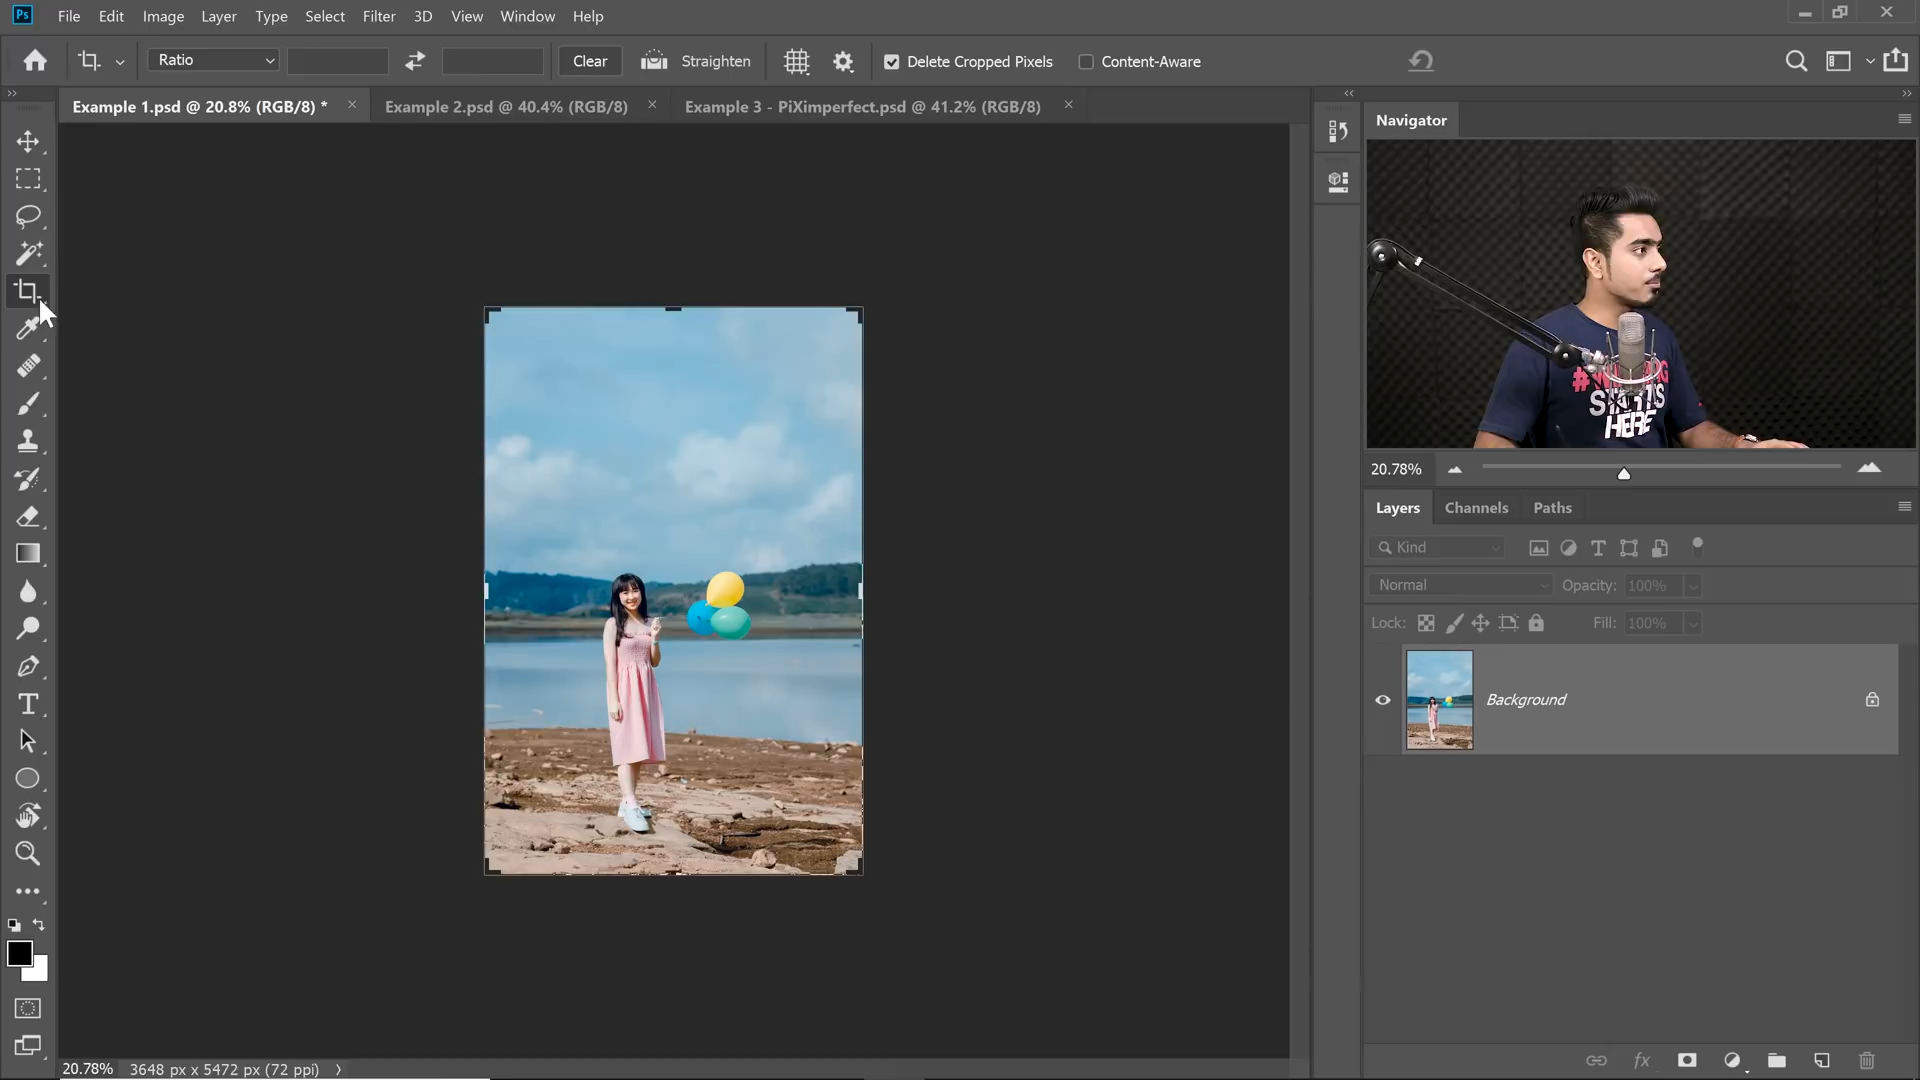 Ps File Edit Image Layer Type Select Filter 3D View Window Help
Ratio Clear Straighten Delete Cropped Pixels Content-Aware
Example 1.psd @ 20.8% (RGB/8) * Example 2.psd @ 40.4% (RGB/8) Example 3 - PiXimperfect.psd @ 41.2% (RGB/8)
Navigator
STARTS
HERE
20.78%
Layers Channels Paths
Kind
Normal Opacity: 100%
Lock: Fill: 100%
Background
fx
20.78% 3648 px x 5472 px (72 ppi)